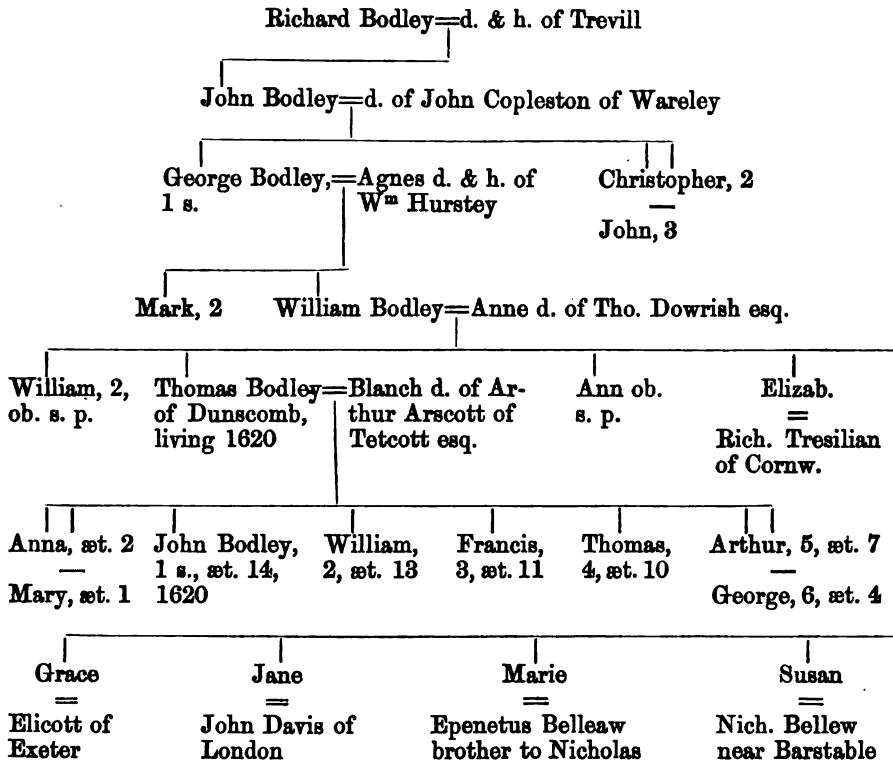 Richard Bodley=d. & h. of Trevill
John Bodley=d. of John Copleston of Wareley
George Bodley,=Agnes d. & h. of Christopher, 2
1 s. Wᵐ Hurstey —
John, 3
Mark, 2 William Bodley=Anne d. of Tho. Dowrish esq.
William, 2, Thomas Bodley=Blanch d. of Ar- Ann ob. Elizab.
ob. s. p. of Dunscomb, thur Arscott of s. p. =
living 1620 Tetcott esq. Rich. Tresilian
of Cornw.
Anna, æt. 2 John Bodley, William, Francis, Thomas, Arthur, 5, æt. 7
— 1 s., æt. 14, 2, æt. 13 3, æt. 11 4, æt. 10 —
Mary, æt. 1 1620 George, 6, æt. 4
Grace Jane Marie Susan
= = = =
Elicott of John Davis of Epenetus Belleaw Nich. Bellew
Exeter London brother to Nicholas near Barstable